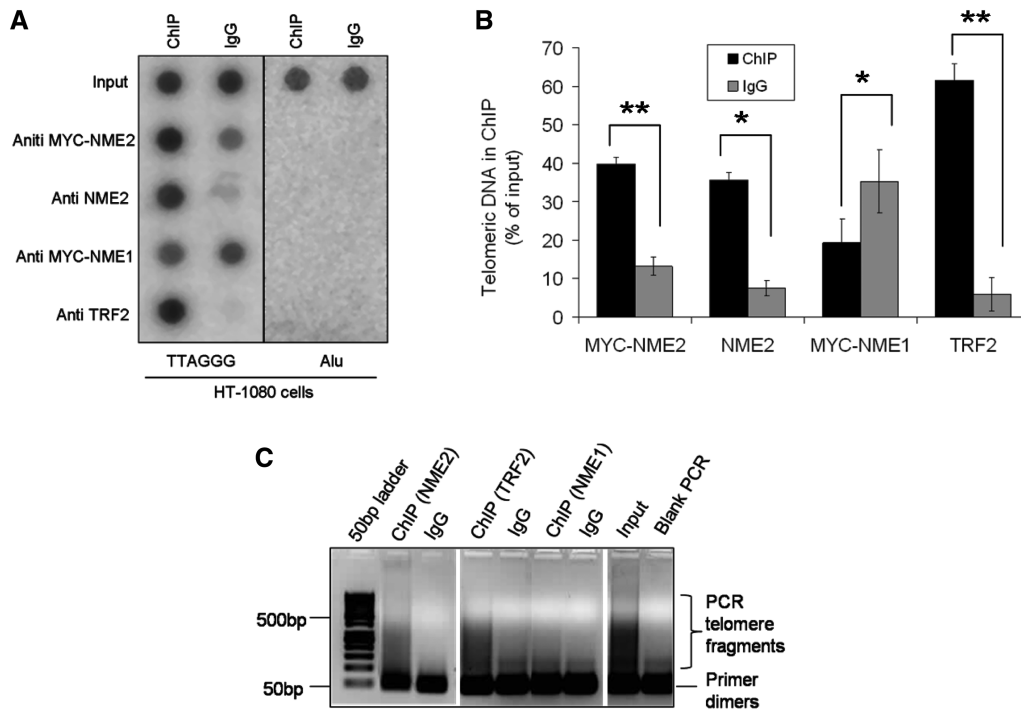 A
ChIP
IgG
ChIP
IgG
Input
Aniti MYC-NME2
Anti NME2
Anti MYC-NME1
Anti TRF2
TTAGGG
Alu
HT-1080 cells
B
Telomeric DNA in ChIP
(% of input)
70
60
50
40
30
20
10
0
ChIP
IgG
**
*
*
**
MYC-NME2
NME2
MYC-NME1
TRF2
C
50bp ladder
ChIP (NME2)
IgG
ChIP (TRF2)
IgG
ChIP (NME1)
IgG
Input
Blank PCR
500bp
50bp
PCR
telomere
fragments
Primer
dimers